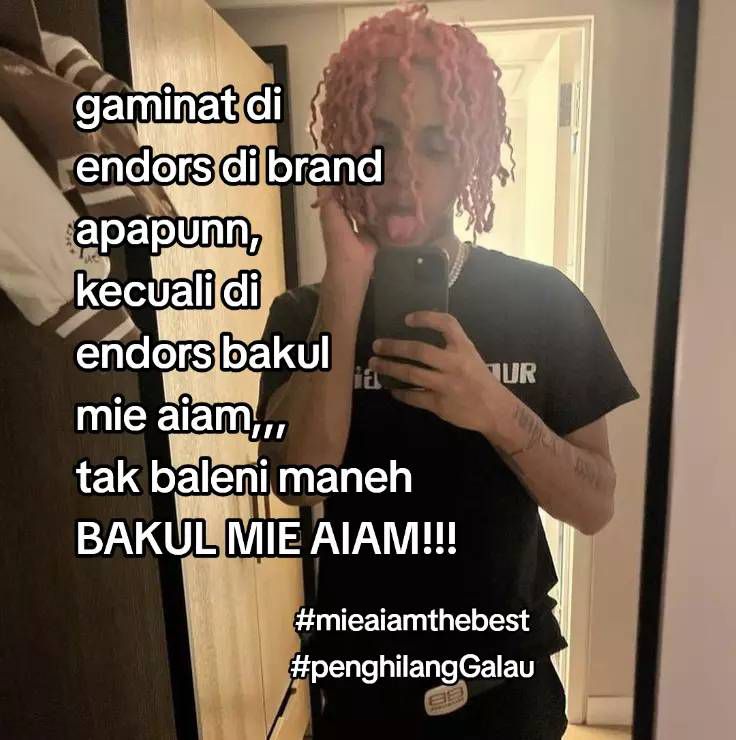 gaminat di
endors di brand
apapunn,
kecuali di
endors bakul
mie aiam,,,
tak baleni maneh
BAKUL MIE AIAM!!!
#mieaiamthebest
#penghilangGalau